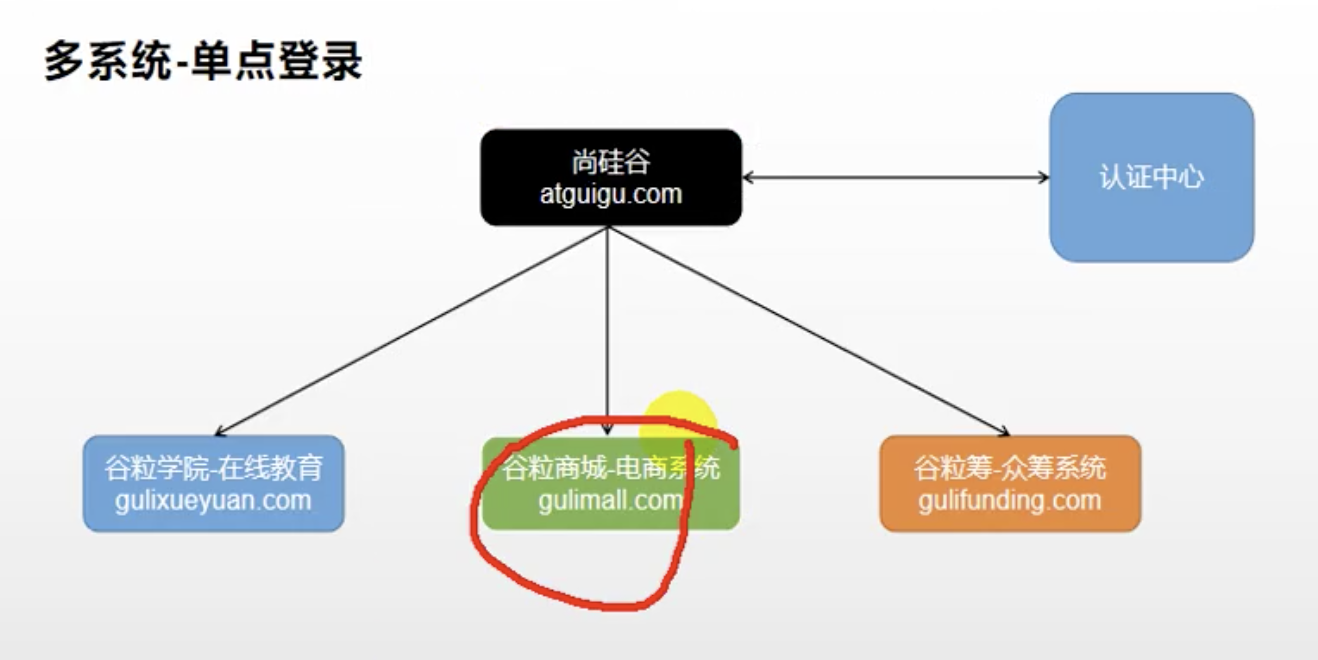 多系统-单点登录
尚硅谷
atguigu.com
认证中心
谷粒学院-在线教育
gulixueyuan.com
谷粒商城-电商系统
gulimall.com
谷粒筹-众筹系统
gulifunding.com